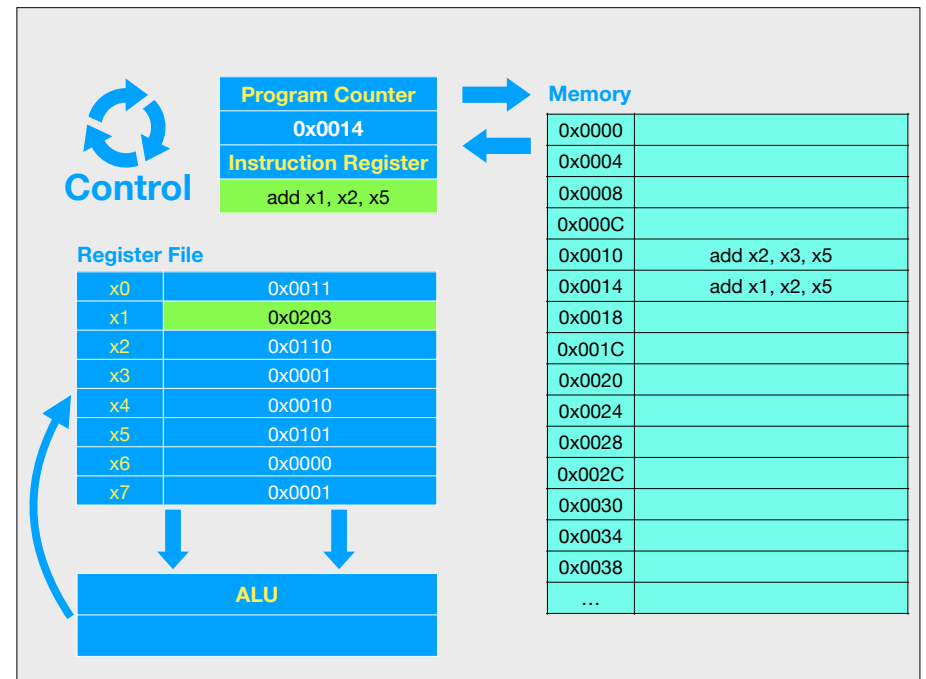 Control
Program Counter
0x0014
Instruction Register
add x1, x2, x5
Register File
x0 0x0011
x1 0x0203
x2 0x0110
x3 0x0001
x4 0x0010
x5 0x0101
x6 0x0000
x7 0x0001
ALU
Memory
0x0000
0x0004
0x0008
0x000C
0x0010 add x2, x3, x5
0x0014 add x1, x2, x5
0x0018
0x001C
0x0020
0x0024
0x0028
0x002C
0x0030
0x0034
0x0038
…